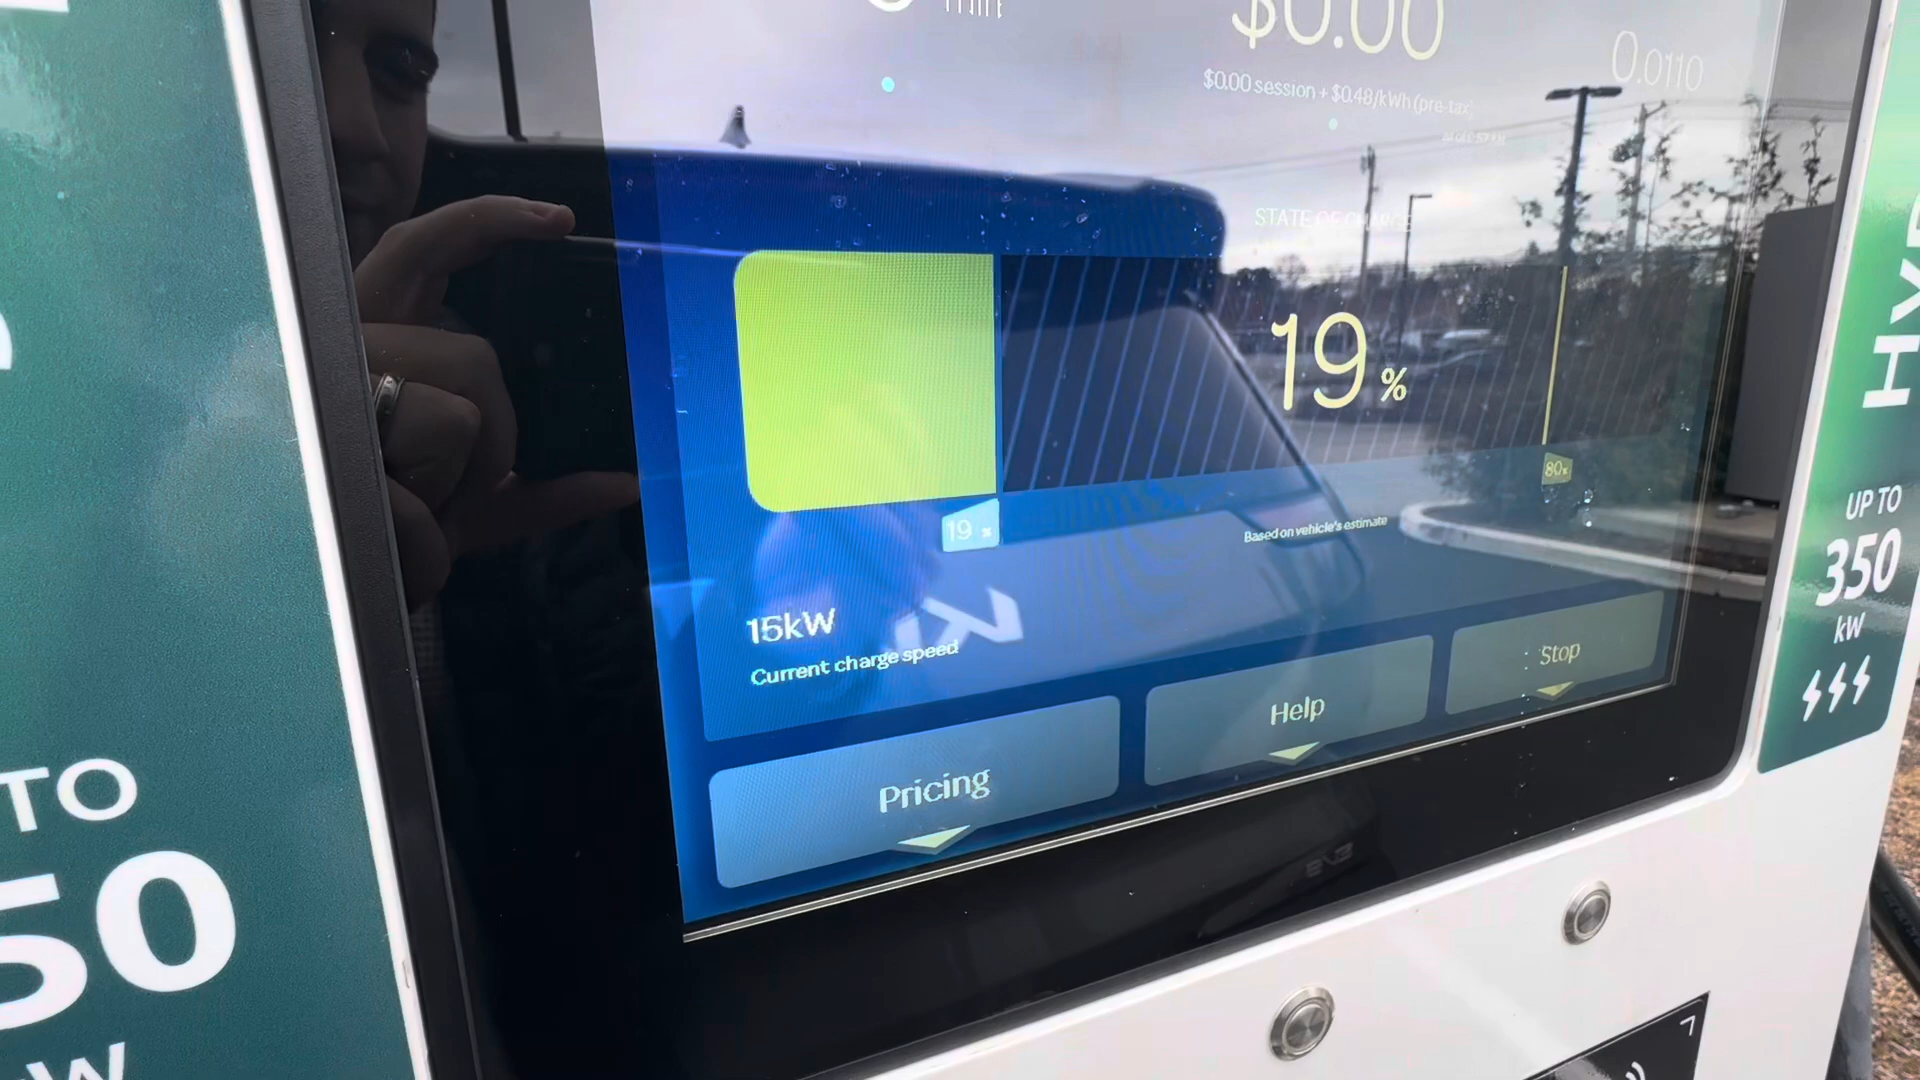 $0.00
0.0110
$0.00 session + $0.48/kWh (pre-tax
STATE OF CHARGE
19 %
80%
19 %
Based on vehicle's estimate
15kW
Current charge speed
Pricing
Help
Stop
UP TO
350
kW
TO
50